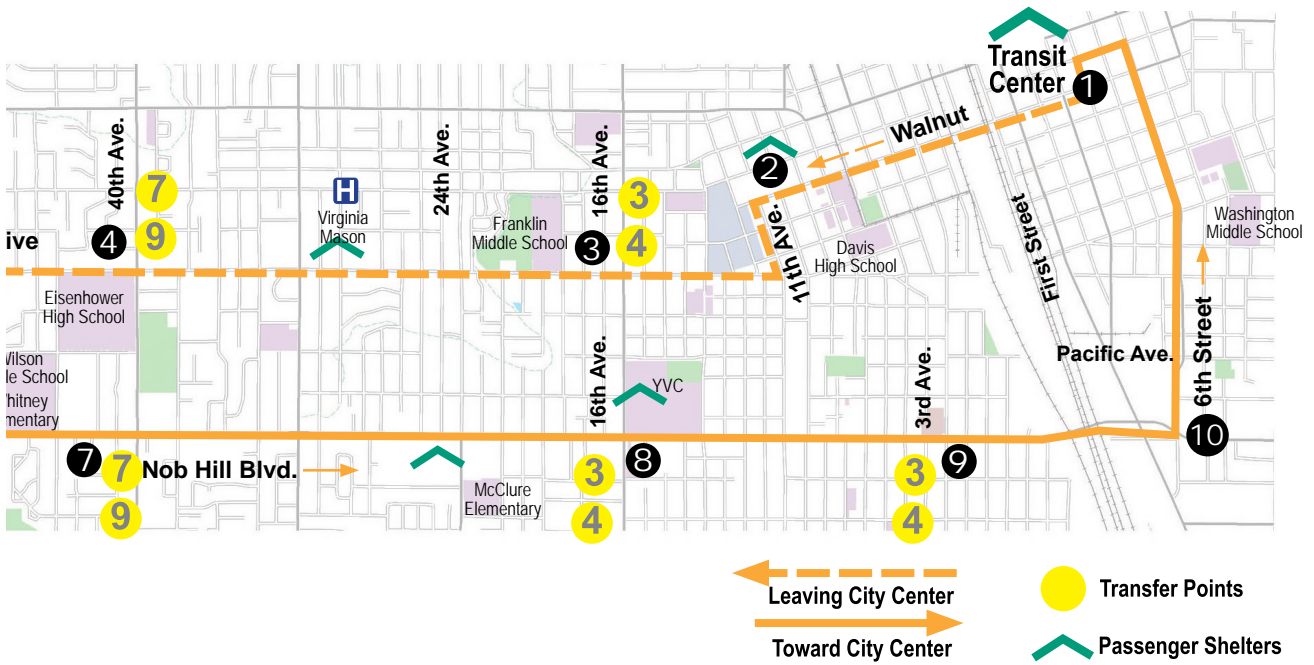 Transit
Center
1
Walnut
2
40th Ave.
7
9
4
ive
H
Virginia
Mason
24th Ave.
Franklin
Middle School
16th Ave.
3
3
4
11th Ave.
Davis
High School
First Street
Washington
Middle School
6th Street
Pacific Ave.
Eisenhower
High School
Wilson
le School
hitney
mentary
16th Ave.
YVC
3rd Ave.
10
7
7
9
Nob Hill Blvd.
McClure
Elementary
3
4
8
3
4
9
Leaving City Center
Toward City Center
Transfer Points
Passenger Shelters